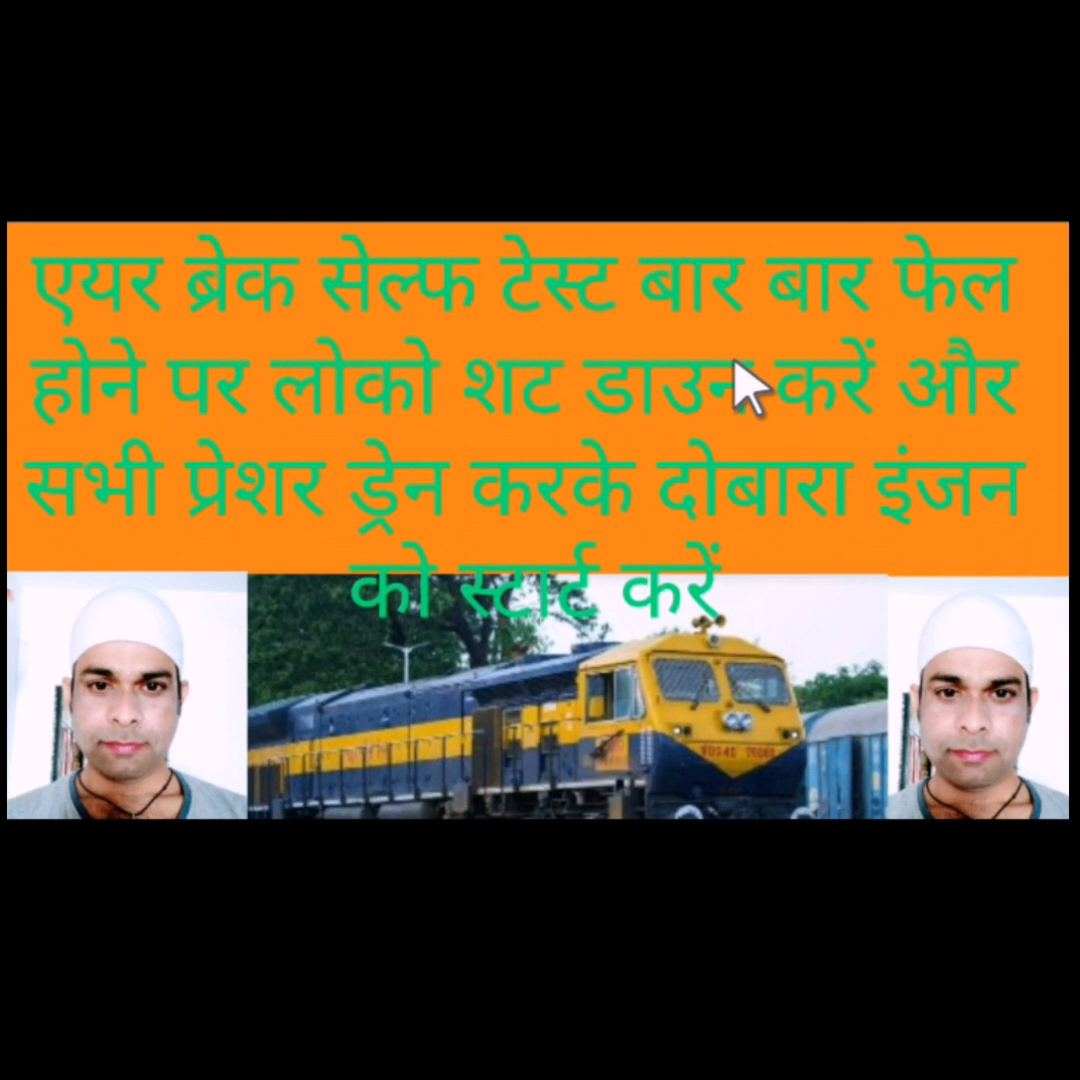 एयर ब्रेक सेल्फ टेस्ट बार बार फेल
होने पर लोको शट डाउन करें और
सभी प्रेशर ड्रेन करके दोबारा इंजन
को स्टार्ट करें